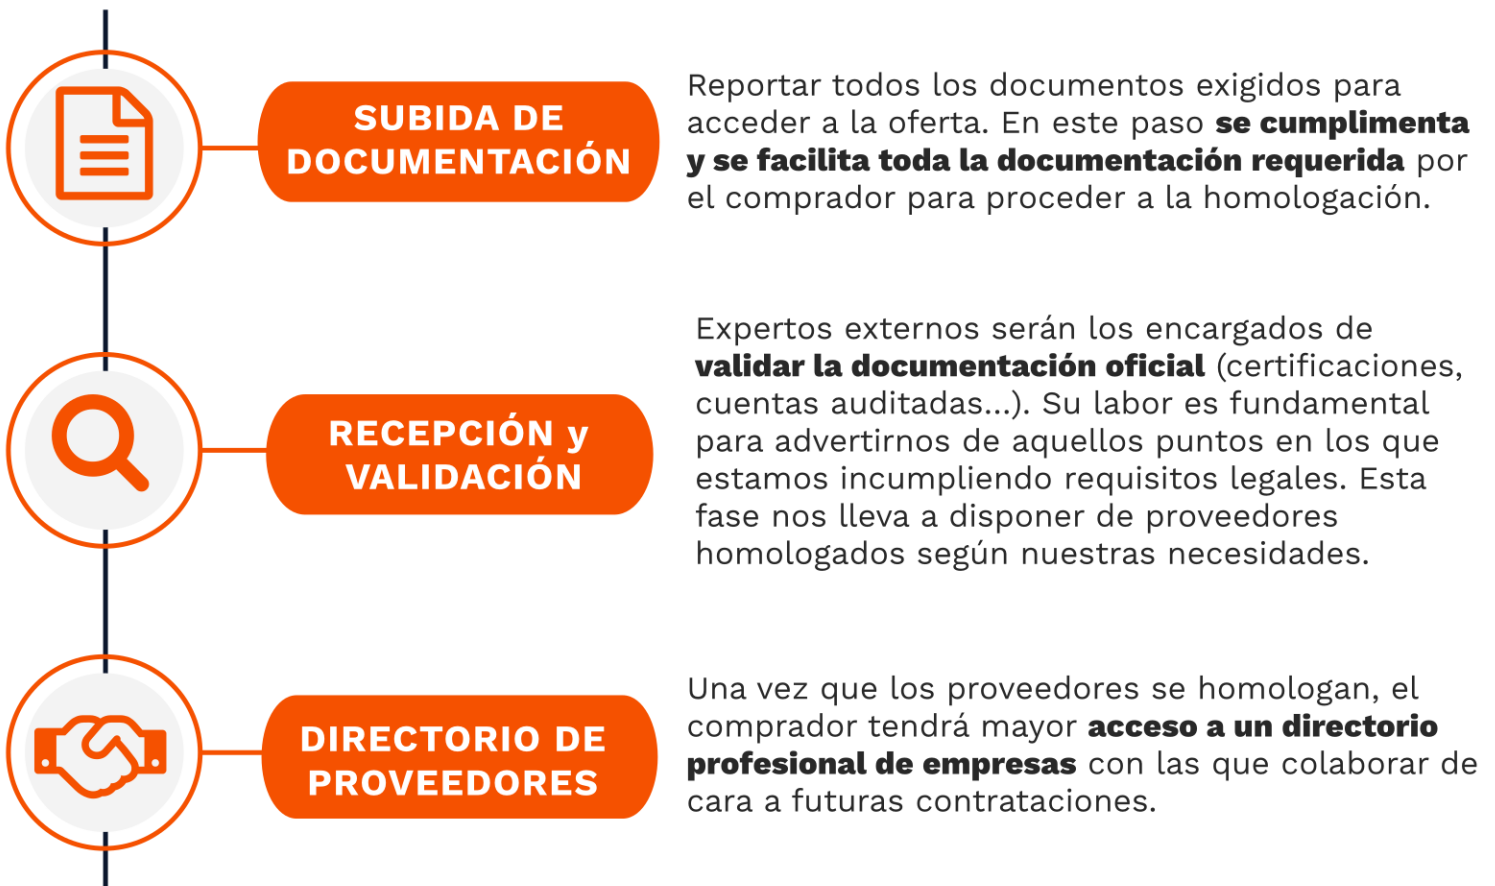 SUBIDA DE
DOCUMENTACIÓN
Reportar todos los documentos exigidos para
acceder a la oferta. En este paso se cumplimenta
y se facilita toda la documentación requerida por
el comprador para proceder a la homologación.
RECEPCIÓN y
VALIDACIÓN
Expertos externos serán los encargados de
validar la documentación oficial (certificaciones,
cuentas auditadas...). Su labor es fundamental
para advertirnos de aquellos puntos en los que
estamos incumpliendo requisitos legales. Esta
fase nos lleva a disponer de proveedores
homologados según nuestras necesidades.
DIRECTORIO DE
PROVEEDORES
Una vez que los proveedores se homologan, el
comprador tendrá mayor acceso a un directorio
profesional de empresas con las que colaborar de
cara a futuras contrataciones.